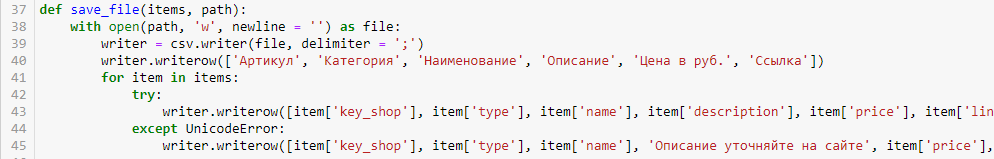 37 def save_file(items, path):
38 with open(path, 'w', newline = '') as file:
39 writer = csv.writer(file, delimiter = ';')
40 writer.writerow(['Артикул', 'Категория', 'Наименование', 'Описание', 'Цена в руб.', 'Ссылка'])
41 for item in items:
42 try:
43 writer.writerow([item['key_shop'], item['type'], item['name'], item['description'], item['price'], item['lin
44 except UnicodeError:
45 writer.writerow([item['key_shop'], item['type'], item['name'], 'Описание уточняйте на сайте', item['price'],